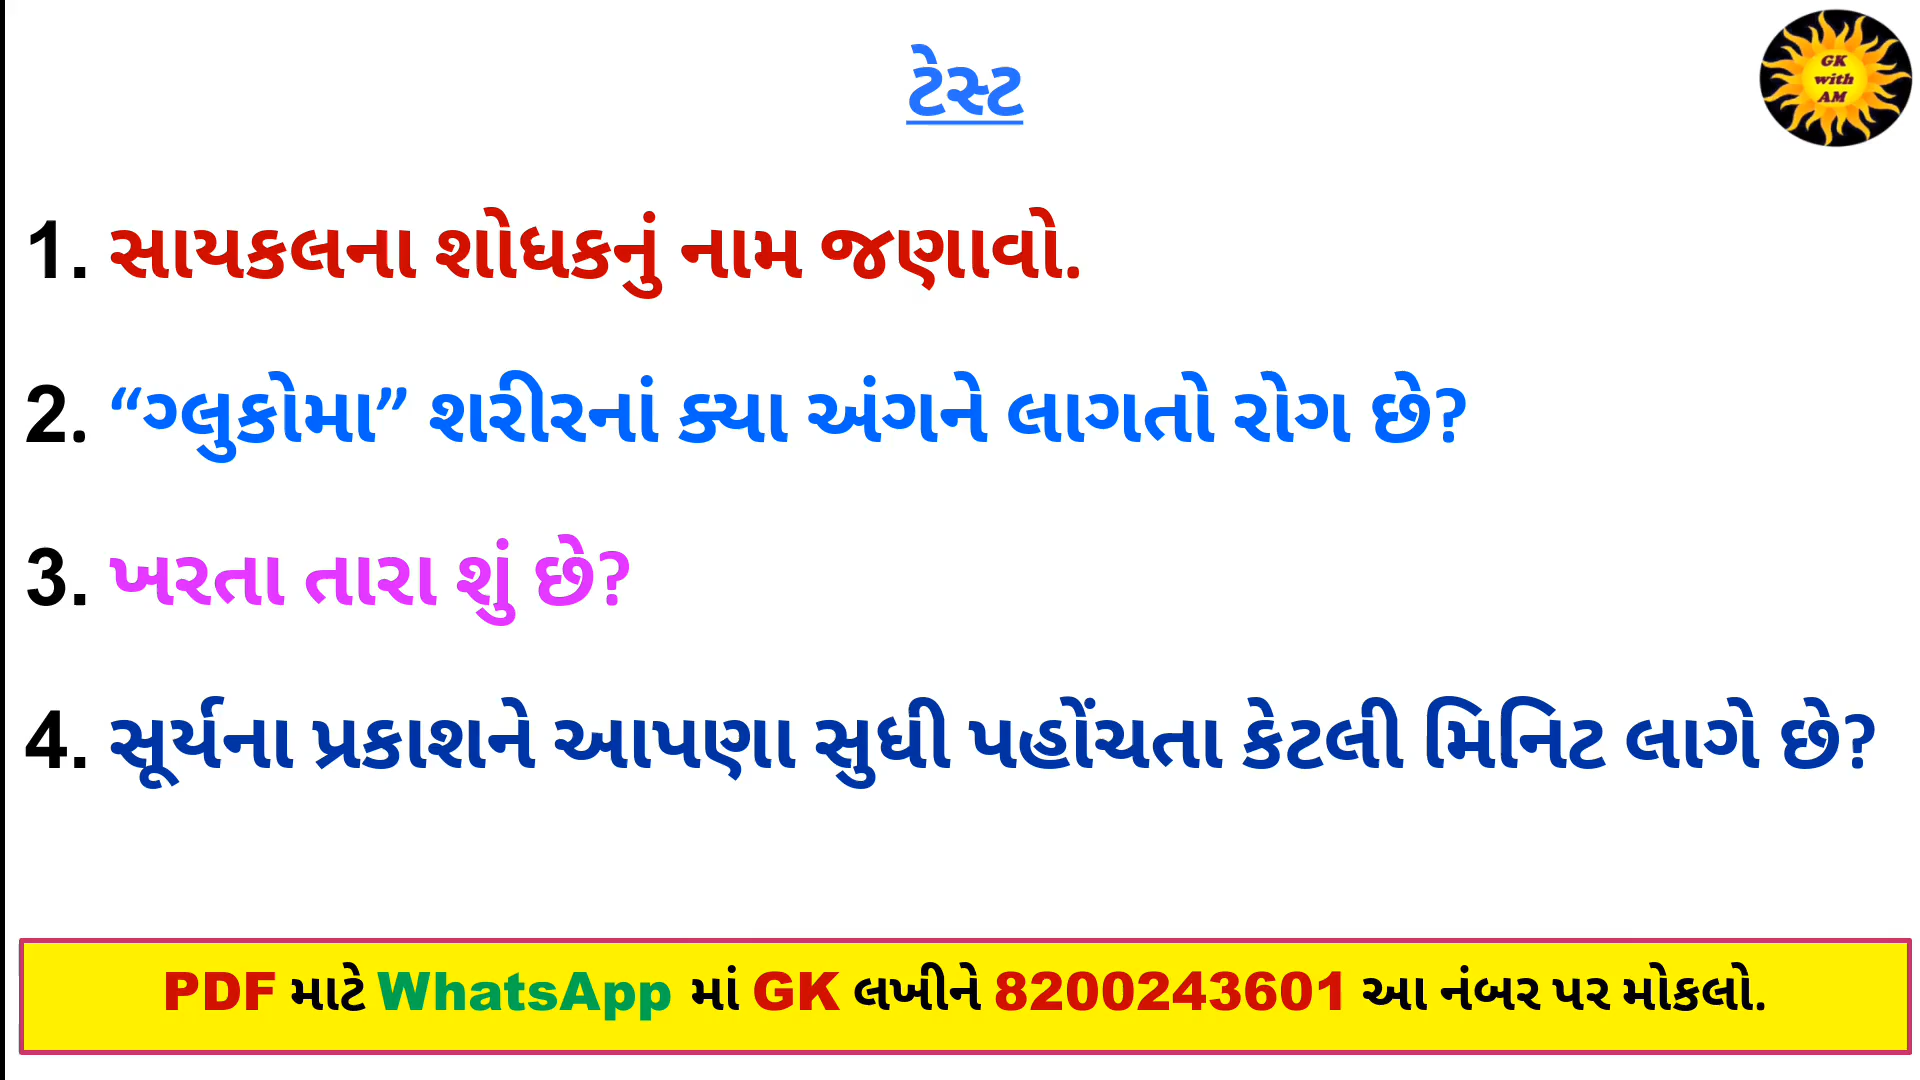 ટેસ્ટ
GK
with
AM
1. સાયકલના શોધકનું નામ જણાવો.
2. “ગ્લુકોમા” શરીરનાં ક્યા અંગને લાગતો રોગ છે?
3. ખરતા તારા શું છે?
4. સૂર્યના પ્રકાશને આપણા સુધી પહોંચતા કેટલી મિનિટ લાગે છે?
PDF માટે WhatsApp માં GK લખીને 8200243601 આ નંબર પર મોકલો.